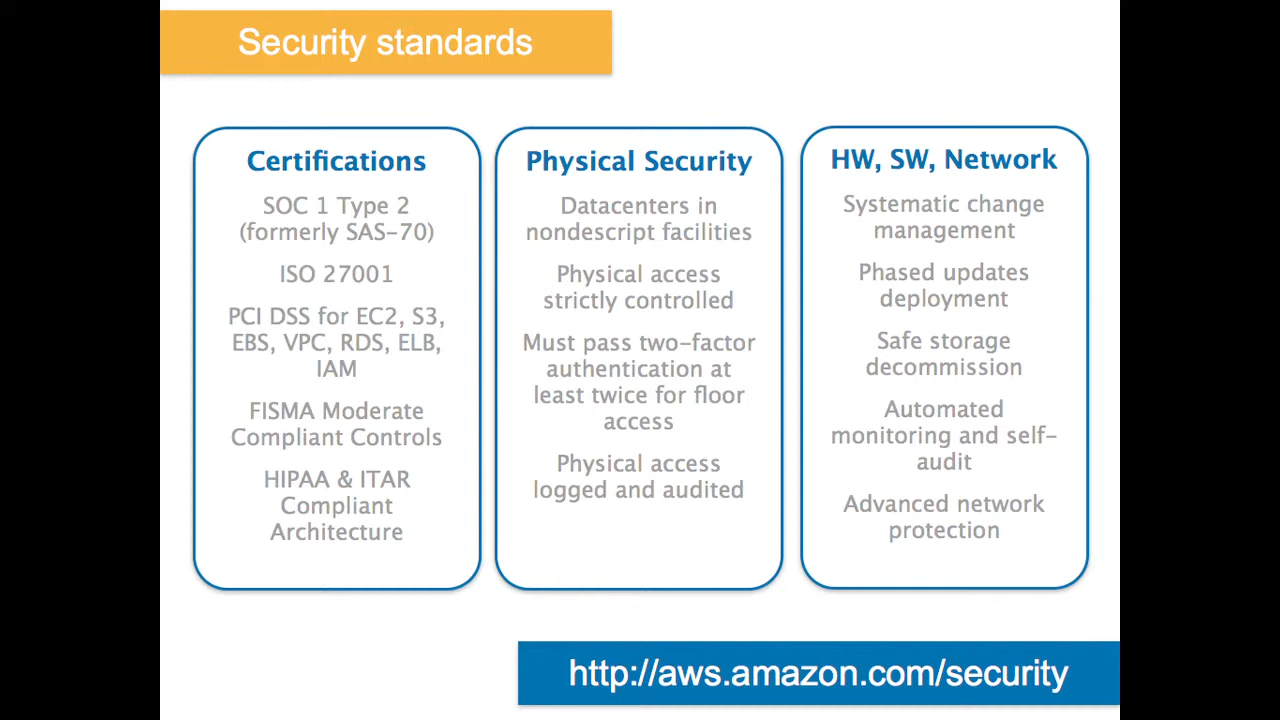 Security standards
Certifications
SOC 1 Type 2
(formerly SAS-70)
ISO 27001
PCI DSS for EC2, S3,
EBS, VPC, RDS, ELB,
IAM
FISMA Moderate
Compliant Controls
HIPAA & ITAR
Compliant
Architecture
Physical Security
Datacenters in
nondescript facilities
Physical access
strictly controlled
Must pass two-factor
authentication at
least twice for floor
access
Physical access
logged and audited
HW, SW, Network
Systematic change
management
Phased updates
deployment
Safe storage
decommission
Automated
monitoring and self-
audit
Advanced network
protection
http://aws.amazon.com/security